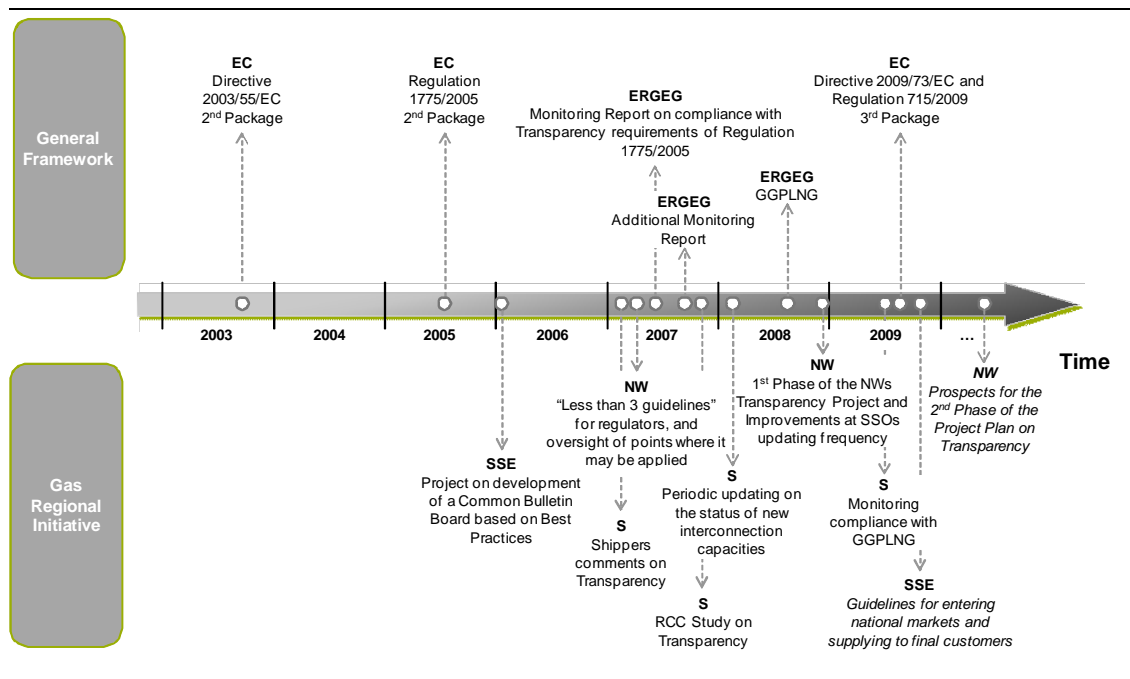 General
Framework
EC
Directive
2003/55/EC
2nd Package
EC
Regulation
1775/2005
2nd Package
ERGEG
Monitoring Report on compliance with
Transparency requirements of Regulation
1775/2005
ERGEG
Additional Monitoring
Report
ERGEG
GGPLNG
EC
Directive 2009/73/EC and
Regulation 715/2009
3rd Package
2003
2004
2005
2006
2007
2008
2009
...
Time
Gas
Regional
Initiative
SSE
Project on development
of a Common Bulletin
Board based on Best
Practices
NW
“Less than 3 guidelines”
for regulators, and
oversight of points where it
may be applied
S
Shippers
comments on
Transparency
S
Periodic updating on
the status of new
interconnection
capacities
S
RCC Study on
Transparency
NW
1st Phase of the NWs
Transparency Project and
Improvements at SSOs
updating frequency
S
Monitoring
compliance with
GGPLNG
SSE
Guidelines for entering
national markets and
supplying to final customers
NW
Prospects for the
2nd Phase of the
Project Plan on
Transparency